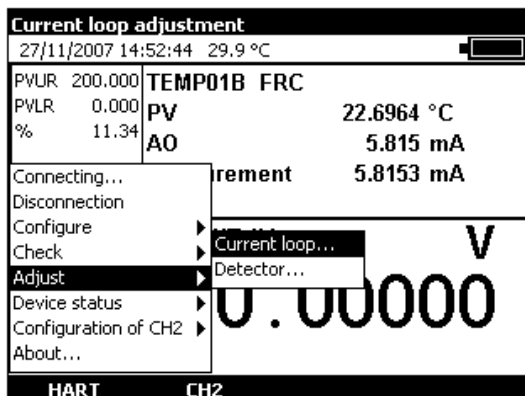 Current loop adjustment
27/11/2007 14:52:44 29.9 °C
PVUR 200.000
PVLR 0.000
% 11.34
TEMP01B FRC
PV 22.6964 °C
AO 5.815 mA
rement 5.8153 mA
Connecting...
Disconnection
Configure
Check
Adjust
Device status
Configuration of CH2
About...
Current loop...
Detector...
V
0.00000
HART CH2